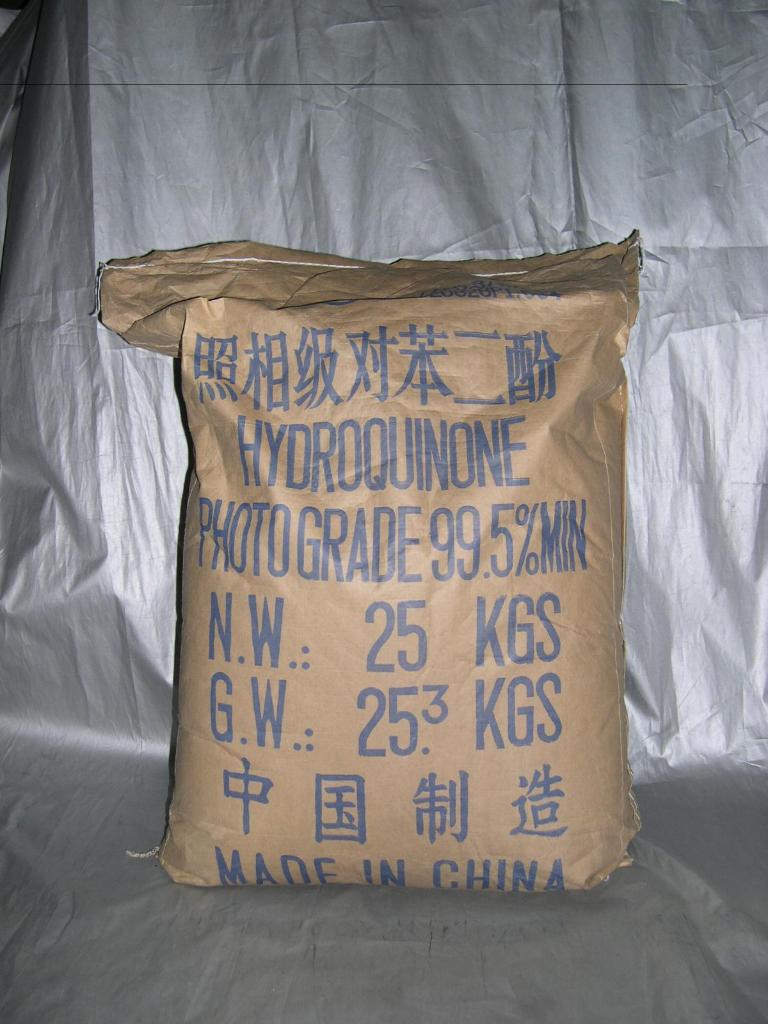 照相级对苯二酚
HYDROQUINONE
PHOTO GRADE 99.5%MIN
N.W.: 25 KGS
G.W.: 25.3 KGS
中国制造
MADE IN CHINA